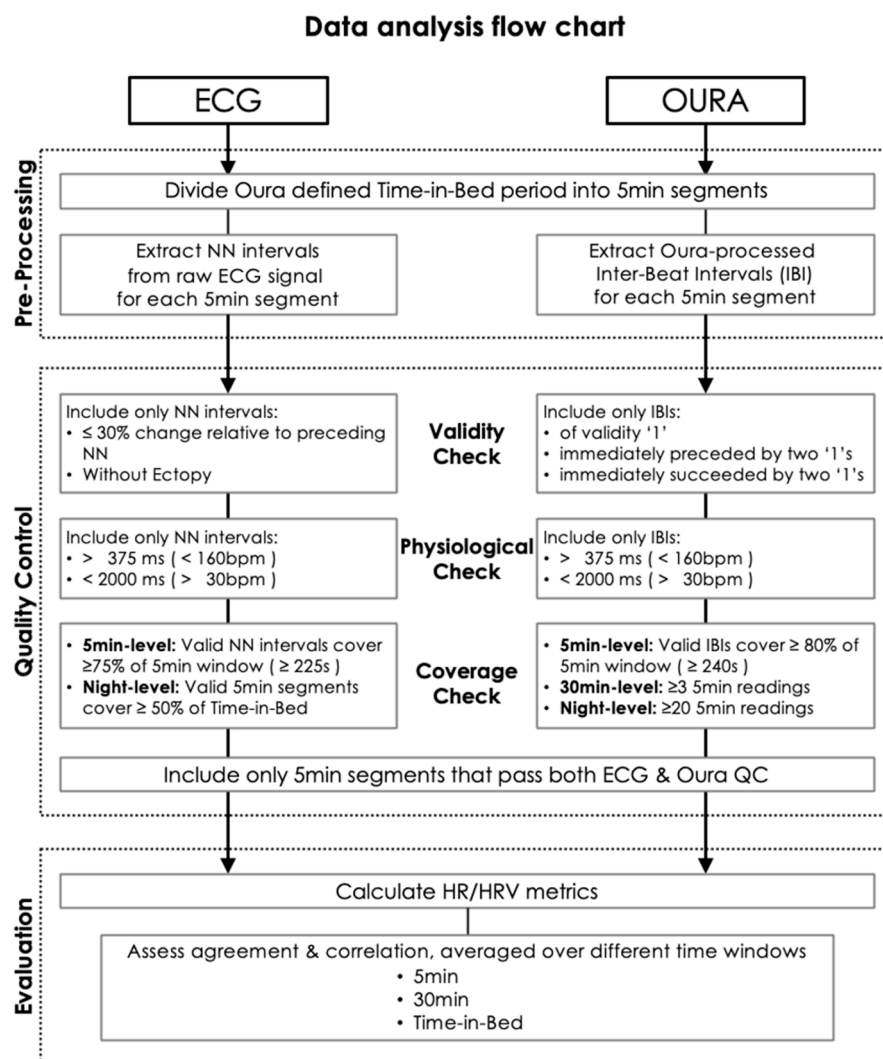 Data analysis flow chart
ECG
OURA
Pre-Processing
Divide Oura defined Time-in-Bed period into 5min segments
Extract NN intervals
from raw ECG signal
for each 5min segment
Extract Oura-processed
Inter-Beat Intervals (IBI)
for each 5min segment
Quality Control
Include only NN intervals:
• ≤ 30% change relative to preceding
NN
• Without Ectopy
Validity
Check
Include only IBIs:
• of validity ‘1’
• immediately preceded by two ‘1’s
• immediately succeeded by two ‘1’s
Include only NN intervals:
• > 375 ms ( < 160bpm )
• < 2000 ms ( > 30bpm )
Physiological
Check
Include only IBIs:
• > 375 ms ( < 160bpm )
• < 2000 ms ( > 30bpm )
• 5min-level: Valid NN intervals cover
≥75% of 5min window ( ≥ 225s )
• Night-level: Valid 5min segments
cover ≥ 50% of Time-in-Bed
Coverage
Check
• 5min-level: Valid IBIs cover ≥ 80% of
5min window ( ≥ 240s )
• 30min-level: ≥3 5min readings
• Night-level: ≥20 5min readings
Include only 5min segments that pass both ECG & Oura QC
Evaluation
Calculate HR/HRV metrics
Assess agreement & correlation, averaged over different time windows
• 5min
• 30min
• Time-in-Bed